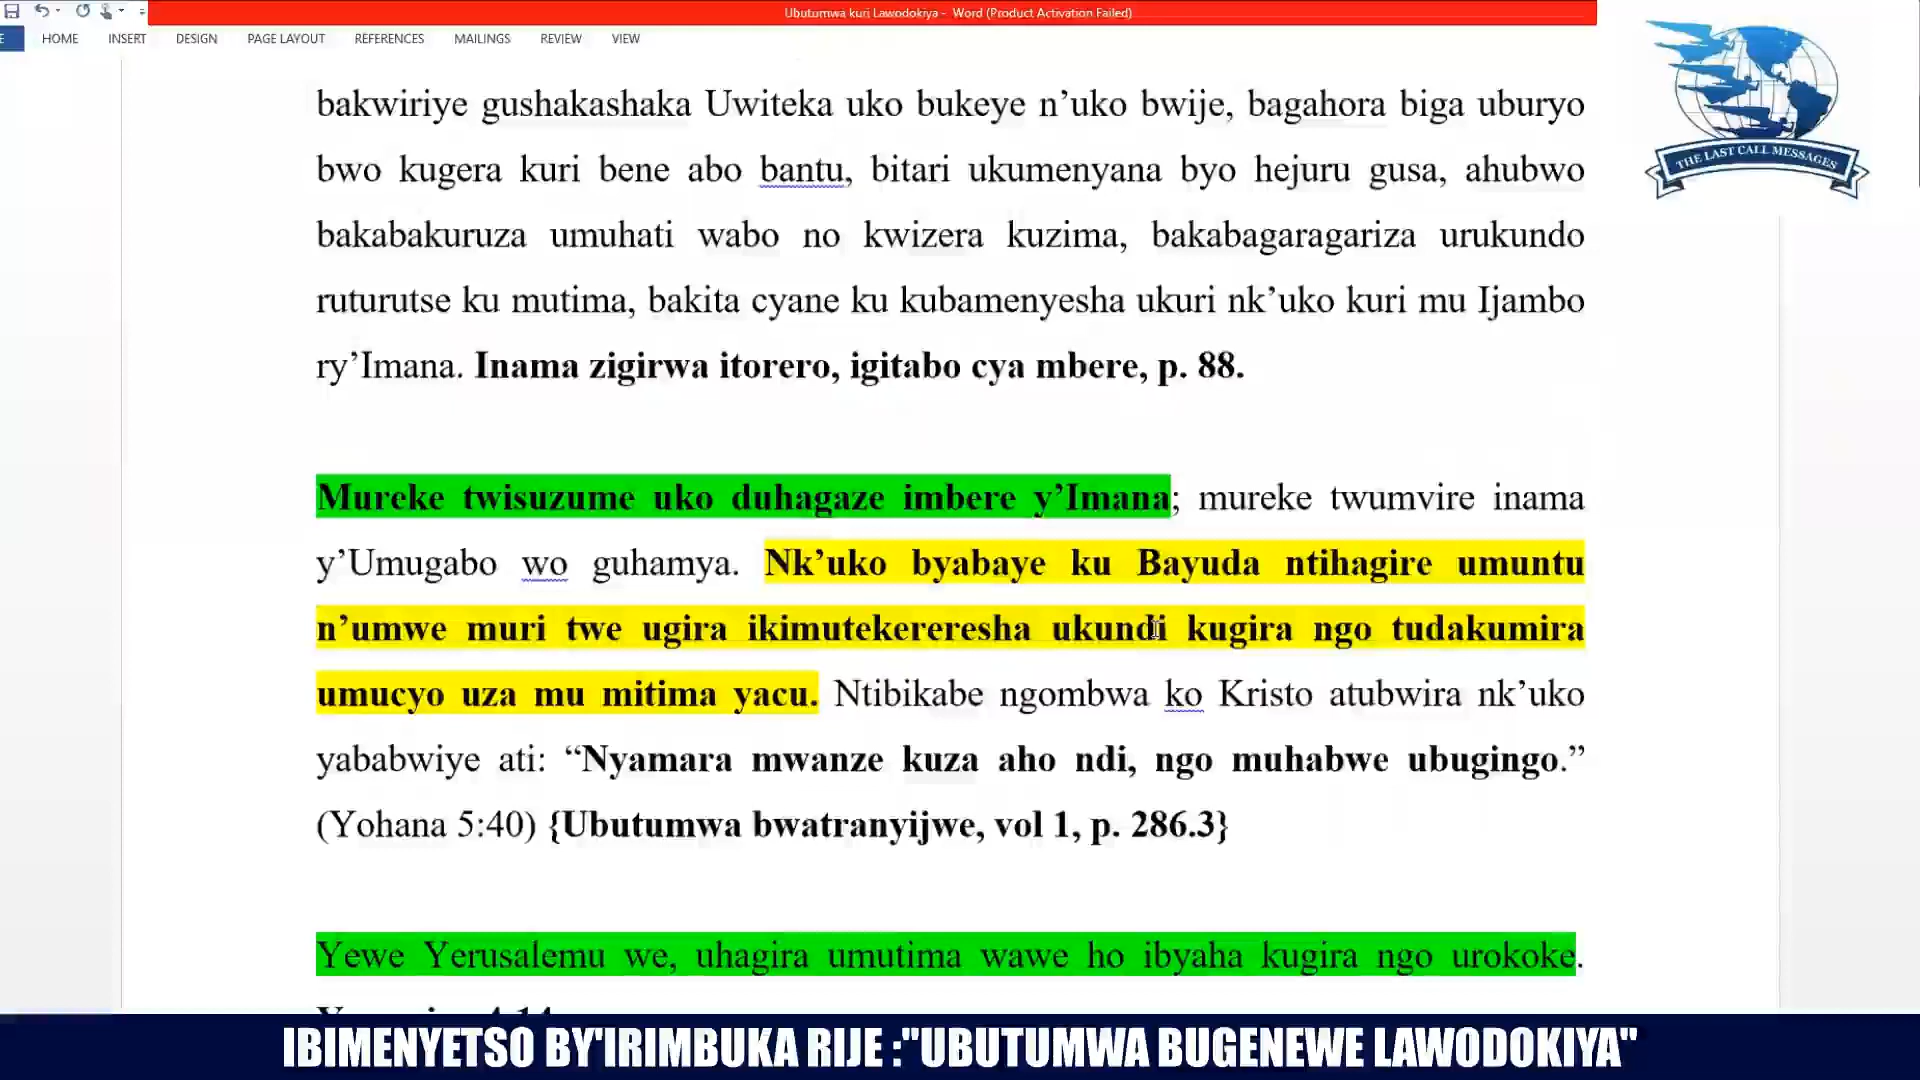 Ubutumwa kuri Lawodokiya - Word (Product Activation Failed)
HOME INSERT DESIGN PAGE LAYOUT REFERENCES MAILINGS REVIEW VIEW
THE LAST CALL MESSAGES
bakwiriye gushakashaka Uwiteka uko bukeye n’uko bwije, bagahora biga uburyo
bwo kugera kuri bene abo bantu, bitari ukumenyana byo hejuru gusa, ahubwo
bakabakuruza umuhati wabo no kwizera kuzima, bakabagaragariza urukundo
ruturutse ku mutima, bakita cyane ku kubamenyesha ukuri nk’uko kuri mu Ijambo
ry’Imana. Inama zigirwa itorero, igitabo cya mbere, p. 88.
Mureke twisuzume uko duhagaze imbere y’Imana; mureke twumvire inama
y’Umugabo wo guhamya. Nk’uko byabaye ku Bayuda ntihagire umuntu
n’umwe muri twe ugira ikimutekereresha ukundi kugira ngo tudakumira
umucyo uza mu mitima yacu. Ntibikabe ngombwa ko Kristo atubwira nk’uko
yababwiye ati: “Nyamara mwanze kuza aho ndi, ngo muhabwe ubugingo.”
(Yohana 5:40) {Ubutumwa bwatranyijwe, vol 1, p. 286.3}
Yewe Yerusalemu we, uhagira umutima wawe ho ibyaha kugira ngo urokoke.
IBIMENYETSO BY'IRIMBUKA RIJE :"UBUTUMWA BUGENEWE LAWODOKIYA"